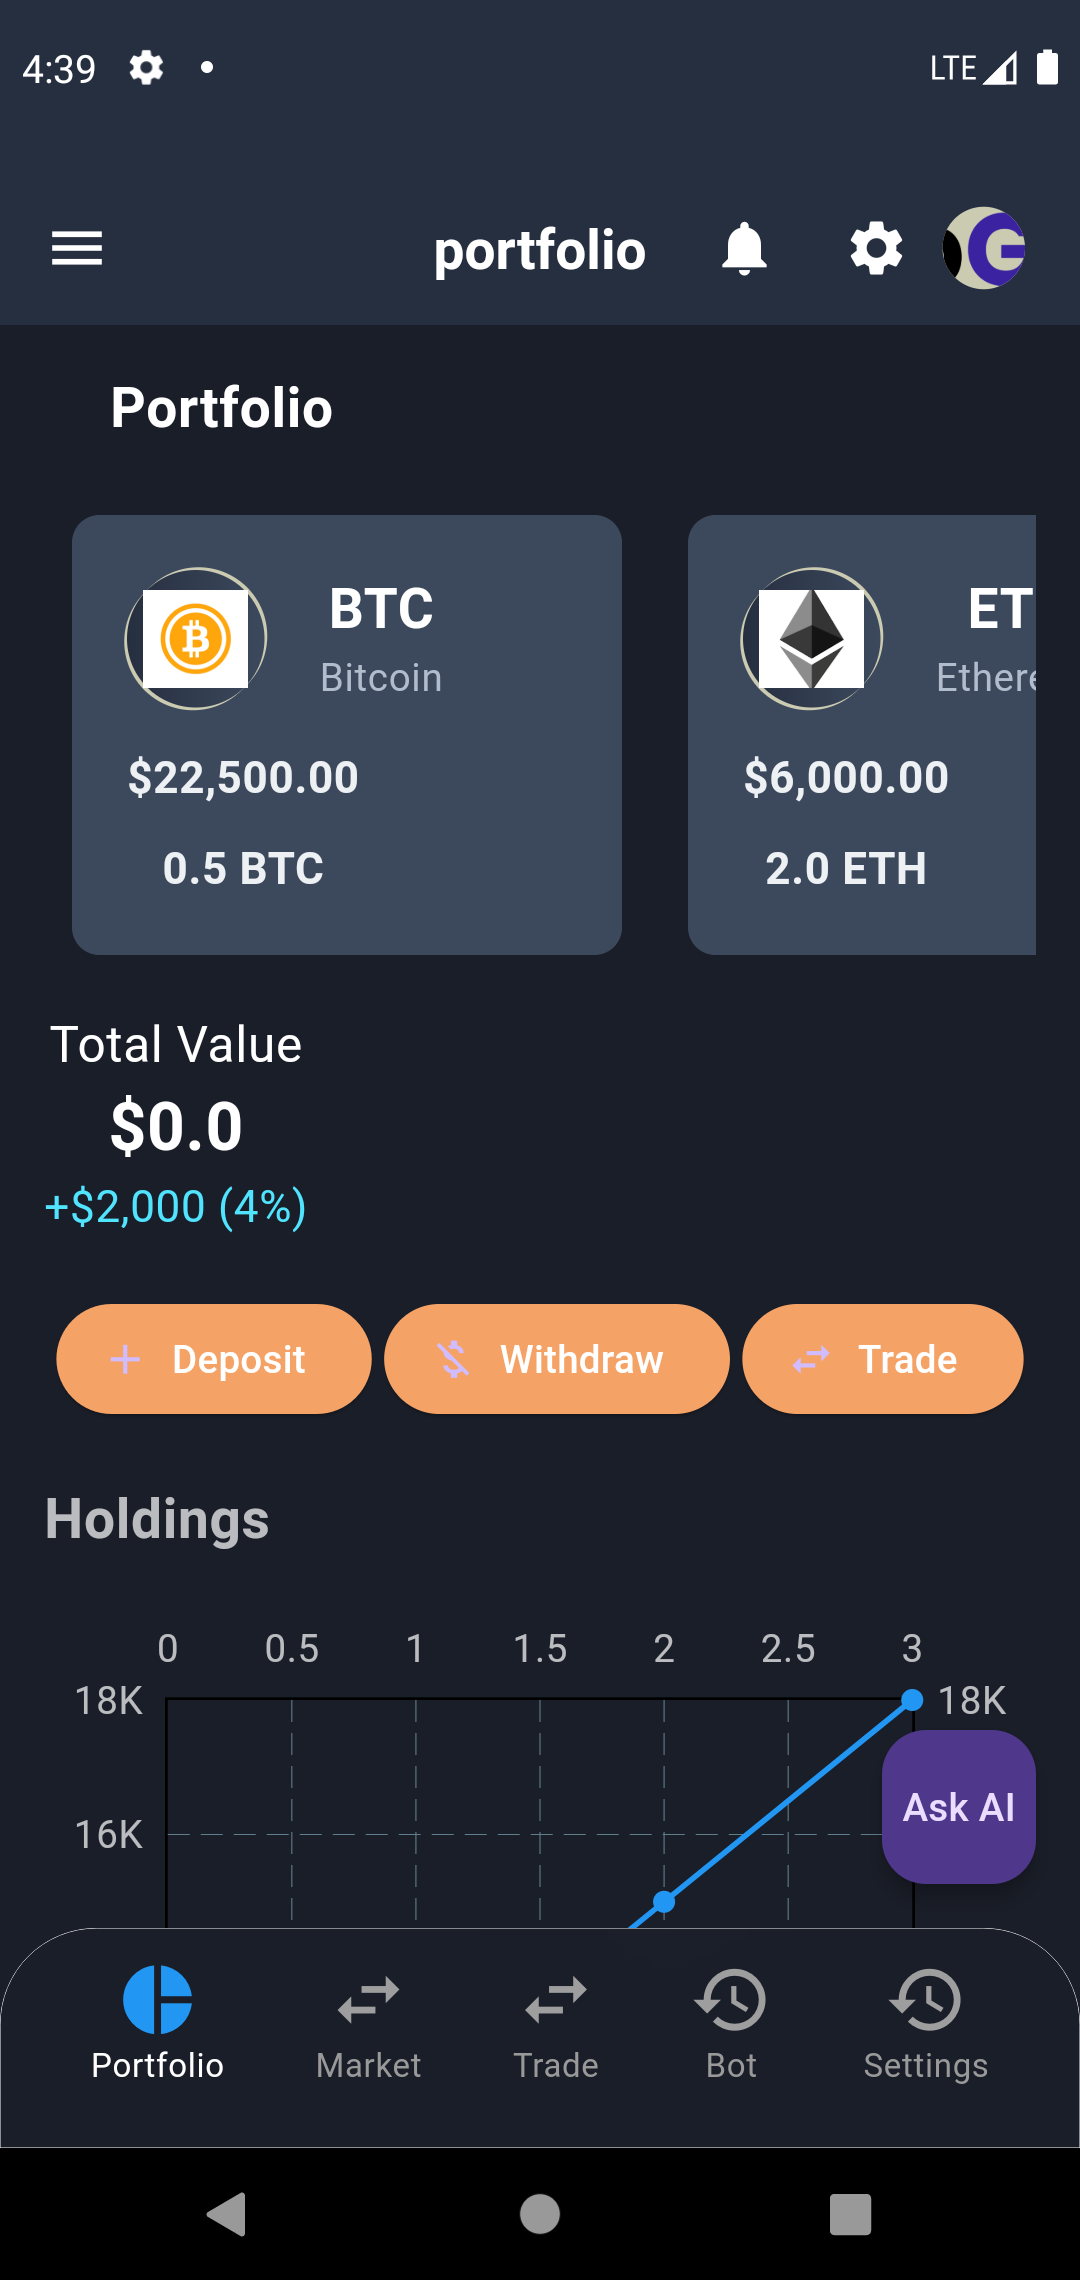 4:39
LTE
portfolio
Portfolio
BTC
Bitcoin
$22,500.00
0.5 BTC
ET
Ethere
$6,000.00
2.0 ETH
Total Value
$0.0
+$2,000 (4%)
Deposit
Withdraw
Trade
Holdings
0 0.5 1 1.5 2 2.5 3
18K 18K
16K
Ask AI
Portfolio
Market
Trade
Bot
Settings